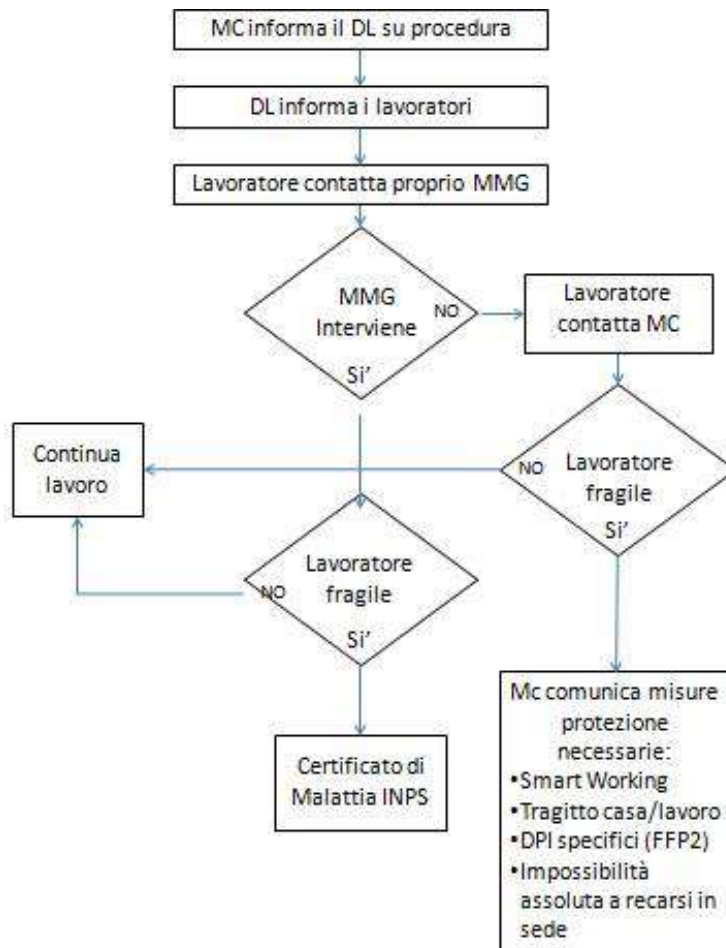 MC informa il DL su procedura
DL informa i lavoratori
Lavoratore contatta proprio MMG
MMG
Interviene
NO
Si'
Lavoratore
contatta MC
Continua
lavoro
NO
Lavoratore
fragile
Si'
Lavoratore
fragile
NO
Si'
Certificato di
Malattia INPS
Mc comunica misure
protezione
necessarie:
•Smart Working
•Tragitto casa/lavoro
•DPI specifici (FFP2)
•Impossibilità
assoluta a recarsi in
sede